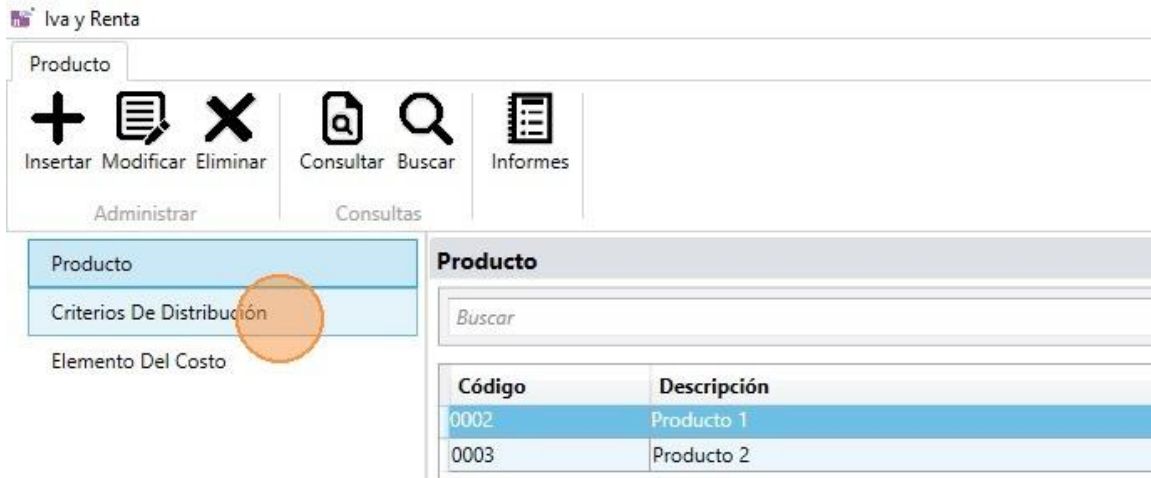 Iva y Renta
Producto
Insertar Modificar Eliminar Consultar Buscar Informes
Administrar Consultas
Producto
Criterios De Distribución
Elemento Del Costo
Producto
Buscar
Código Descripción
0002 Producto 1
0003 Producto 2